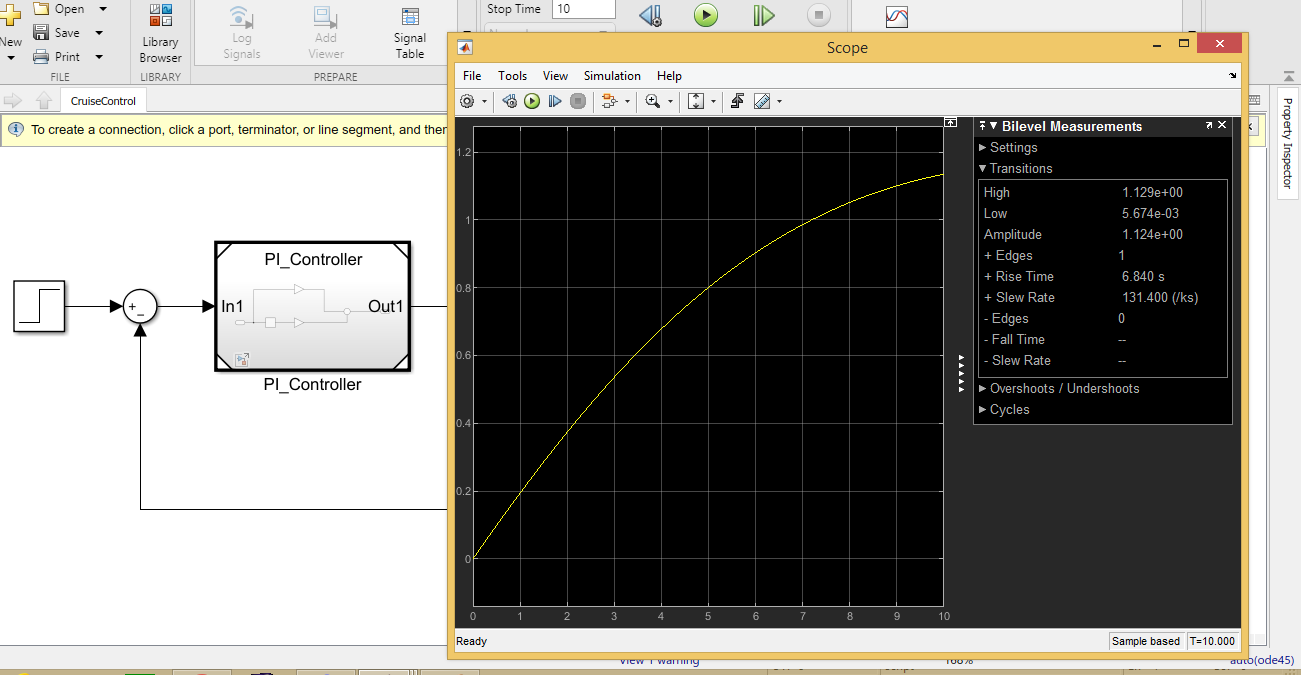 Open
Save
New
Print
FILE
Library
Browser
LIBRARY
Log
Signals
Add
Viewer
Signal
Table
PREPARE
Stop Time 10
CruiseControl
To create a connection, click a port, terminator, or line segment, and then
PI_Controller
In1
Out1
PI_Controller
+
-
Scope
File Tools View Simulation Help
1.2
1
0.8
0.6
0.4
0.2
0
0 1 2 3 4 5 6 7 8 9 10
Bilevel Measurements
Settings
Transitions
High 1.129e+00
Low 5.674e-03
Amplitude 1.124e+00
+ Edges 1
+ Rise Time 6.840 s
+ Slew Rate 131.400 (/ks)
- Edges 0
- Fall Time --
- Slew Rate --
Overshoots / Undershoots
Cycles
Ready
Sample based T=10.000
Property Inspector
View 1 warning
168%
auto(ode45)